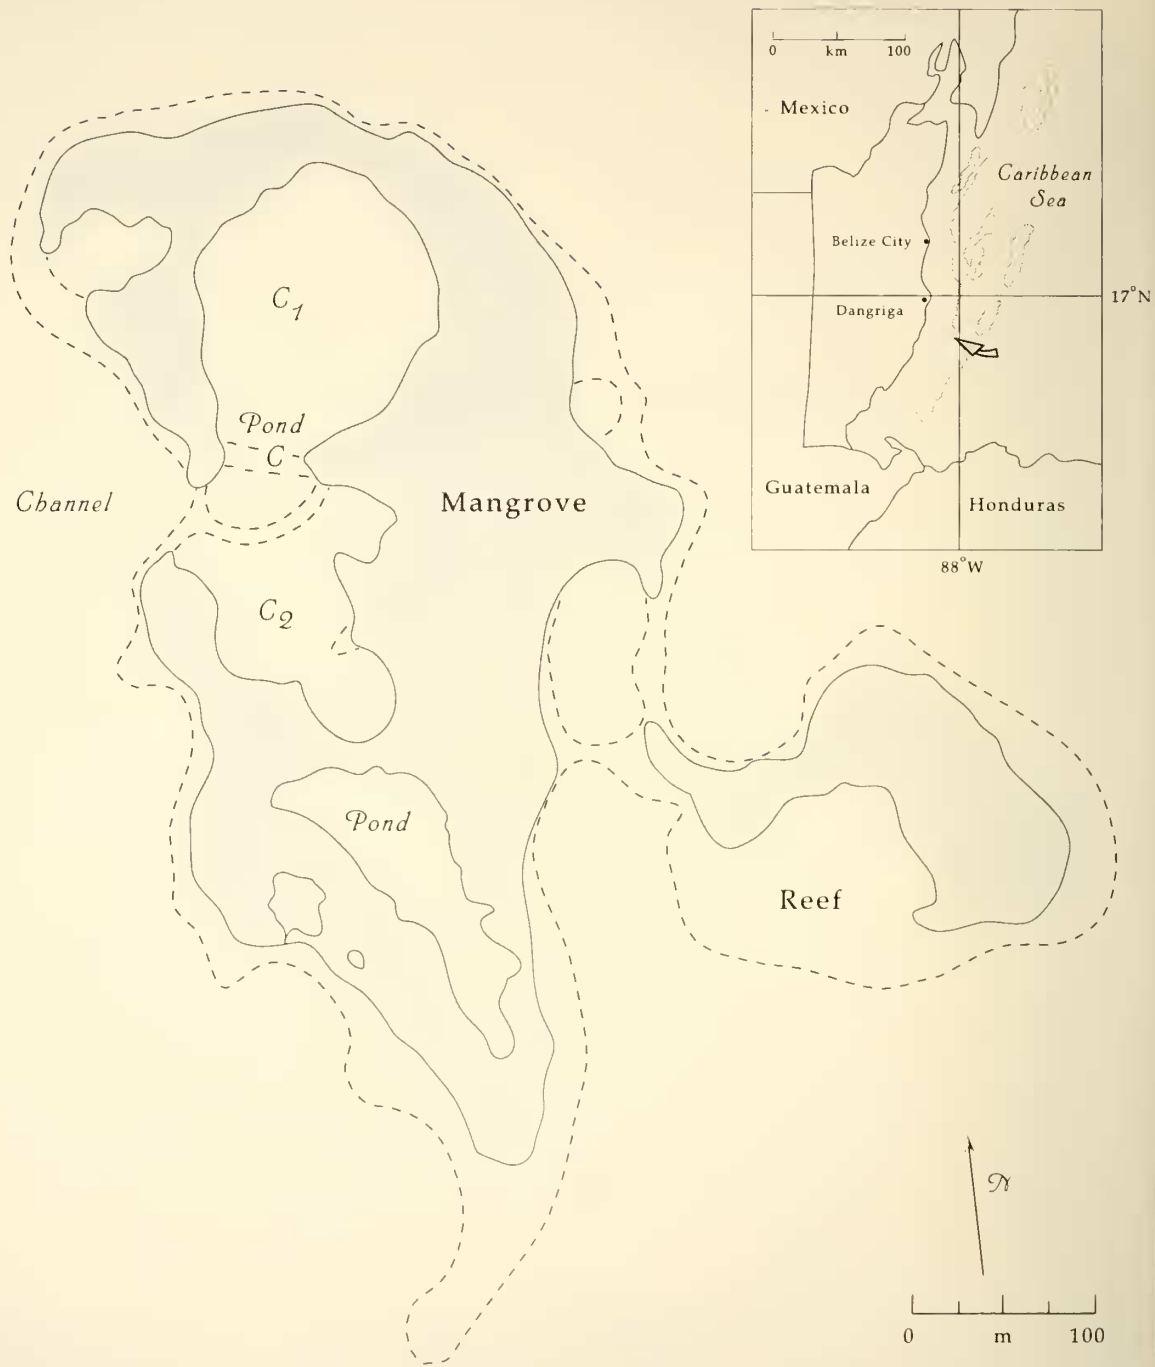 0 km 100
Mexico
Caribbean
Sea
Belize City
17°N
Dangriga
Guatemala
Honduras
88°W
C1
Pond
C
Channel
Mangrove
C2
Pond
Reef
N
0 m 100